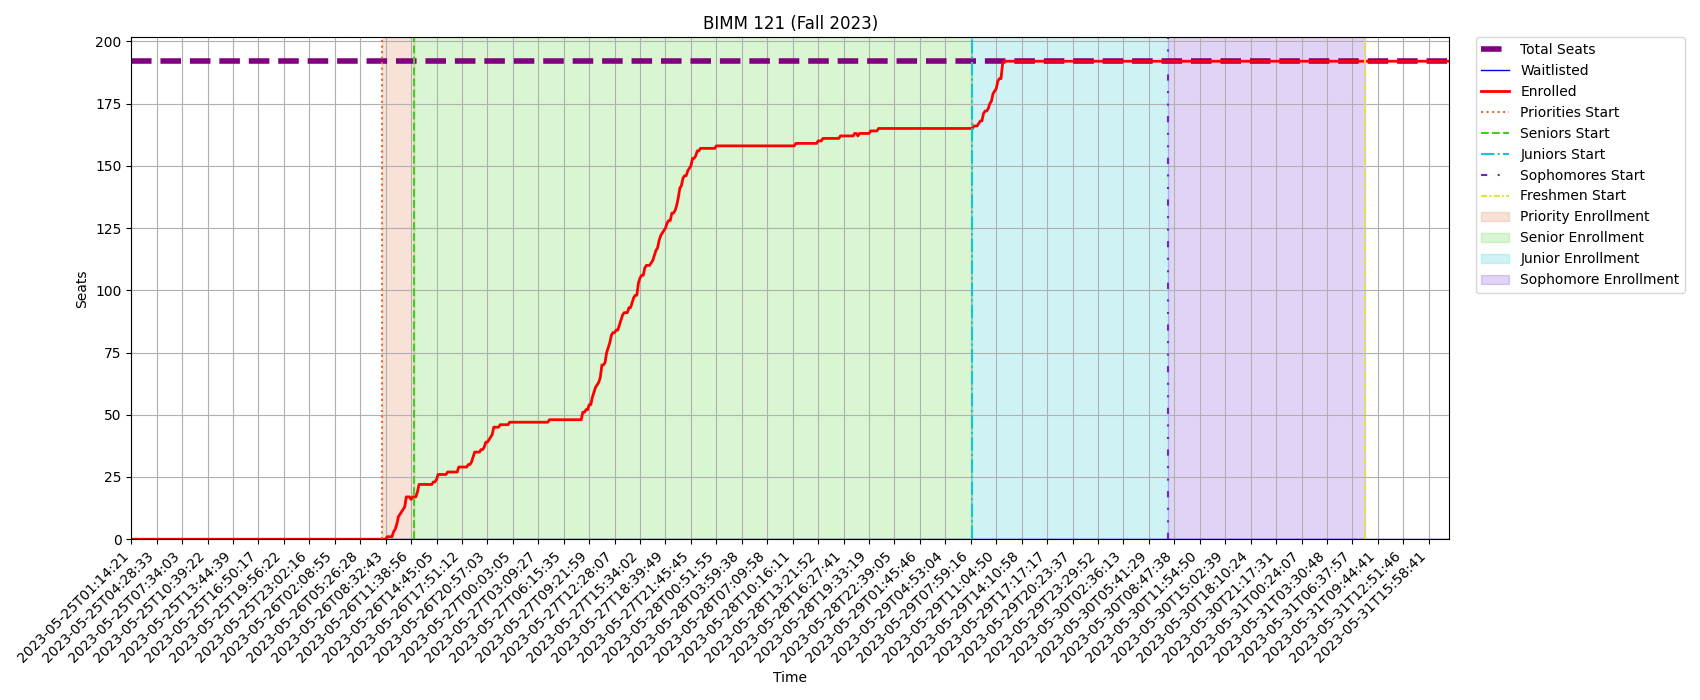 BIMM 121 (Fall 2023)
200
175
150
125
100
75
50
25
0
Seats
2023-05-25T01:14:21
2023-05-25T04:28:33
2023-05-25T07:34:03
2023-05-25T10:39:22
2023-05-25T13:44:39
2023-05-25T16:50:17
2023-05-25T19:56:22
2023-05-25T23:02:16
2023-05-26T02:08:55
2023-05-26T05:26:28
2023-05-26T08:32:43
2023-05-26T11:38:56
2023-05-26T14:45:05
2023-05-26T17:51:12
2023-05-26T20:57:03
2023-05-27T00:03:05
2023-05-27T03:09:27
2023-05-27T06:15:35
2023-05-27T09:21:59
2023-05-27T12:28:07
2023-05-27T15:34:02
2023-05-27T18:39:49
2023-05-27T21:45:45
2023-05-28T00:51:55
2023-05-28T03:59:38
2023-05-28T07:09:58
2023-05-28T10:16:11
2023-05-28T13:21:52
2023-05-28T16:27:41
2023-05-28T19:33:19
2023-05-28T22:39:05
2023-05-29T01:45:46
2023-05-29T04:53:04
2023-05-29T07:59:16
2023-05-29T11:04:50
2023-05-29T14:10:58
2023-05-29T17:17:17
2023-05-29T20:23:37
2023-05-29T23:29:52
2023-05-30T02:36:13
2023-05-30T05:41:29
2023-05-30T08:47:38
2023-05-30T11:54:50
2023-05-30T15:02:39
2023-05-30T18:10:24
2023-05-30T21:17:31
2023-05-31T00:24:07
2023-05-31T03:30:48
2023-05-31T06:37:57
2023-05-31T09:44:41
2023-05-31T12:51:46
2023-05-31T15:58:41
Time
Total Seats
Waitlisted
Enrolled
Priorities Start
Seniors Start
Juniors Start
Sophomores Start
Freshmen Start
Priority Enrollment
Senior Enrollment
Junior Enrollment
Sophomore Enrollment